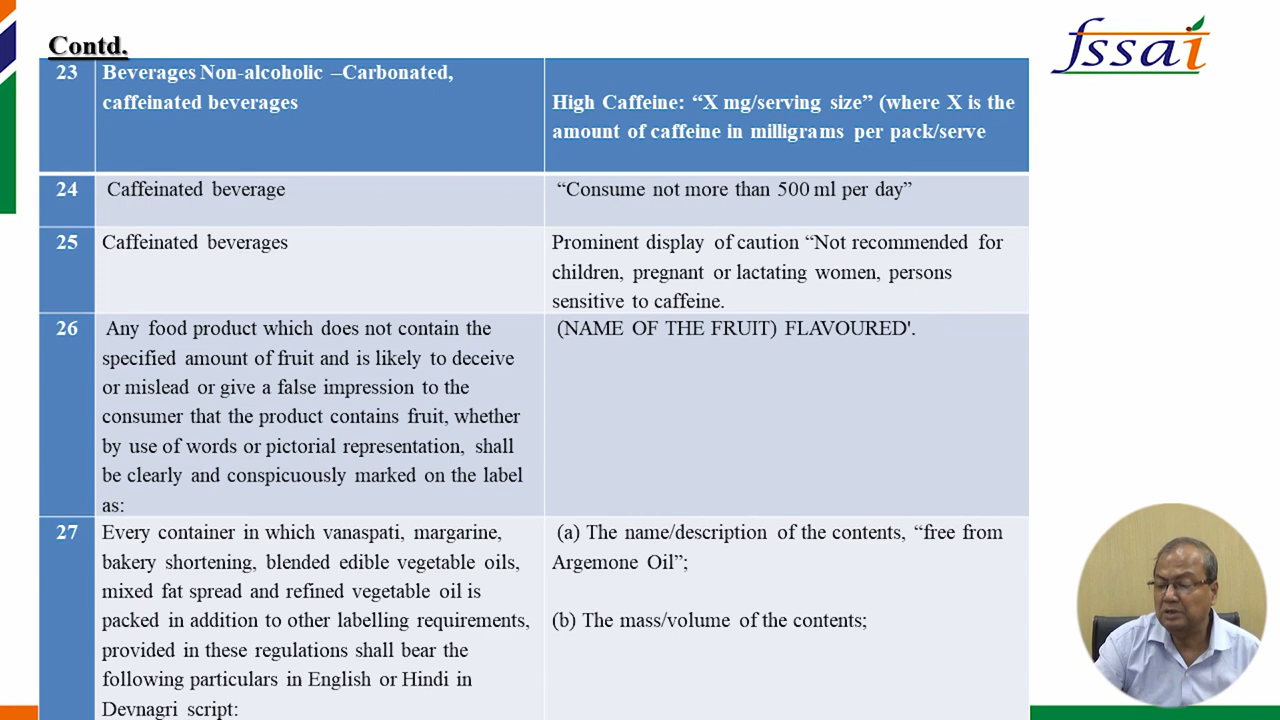 Contd.
fssai
23
Beverages Non-alcoholic –Carbonated,
caffeinated beverages
High Caffeine: “X mg/serving size” (where X is the
amount of caffeine in milligrams per pack/serve
24
Caffeinated beverage
“Consume not more than 500 ml per day”
25
Caffeinated beverages
Prominent display of caution “Not recommended for
children, pregnant or lactating women, persons
sensitive to caffeine.
26
Any food product which does not contain the
specified amount of fruit and is likely to deceive
or mislead or give a false impression to the
consumer that the product contains fruit, whether
by use of words or pictorial representation, shall
be clearly and conspicuously marked on the label
as:
(NAME OF THE FRUIT) FLAVOURED'.
27
Every container in which vanaspati, margarine,
bakery shortening, blended edible vegetable oils,
mixed fat spread and refined vegetable oil is
packed in addition to other labelling requirements,
provided in these regulations shall bear the
following particulars in English or Hindi in
Devnagri script:
(a) The name/description of the contents, “free from
Argemone Oil”;
(b) The mass/volume of the contents;